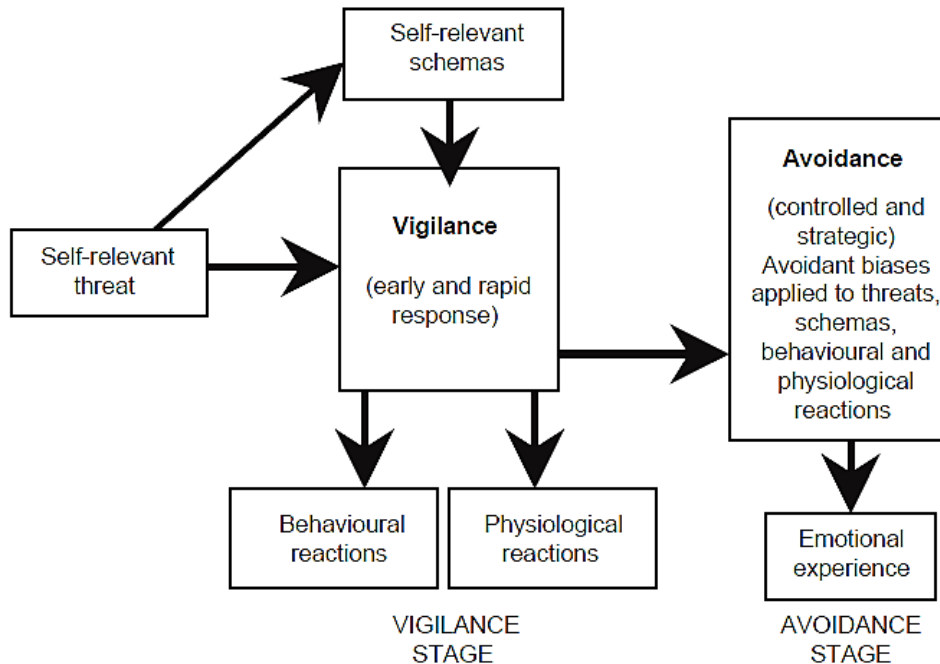 Self-relevant
schemas
Self-relevant
threat
Vigilance
(early and rapid
response)
Avoidance
(controlled and
strategic)
Avoidant biases
applied to threats,
schemas,
behavioural and
physiological
reactions
Behavioural
reactions
Physiological
reactions
Emotional
experience
VIGILANCE
STAGE
AVOIDANCE
STAGE